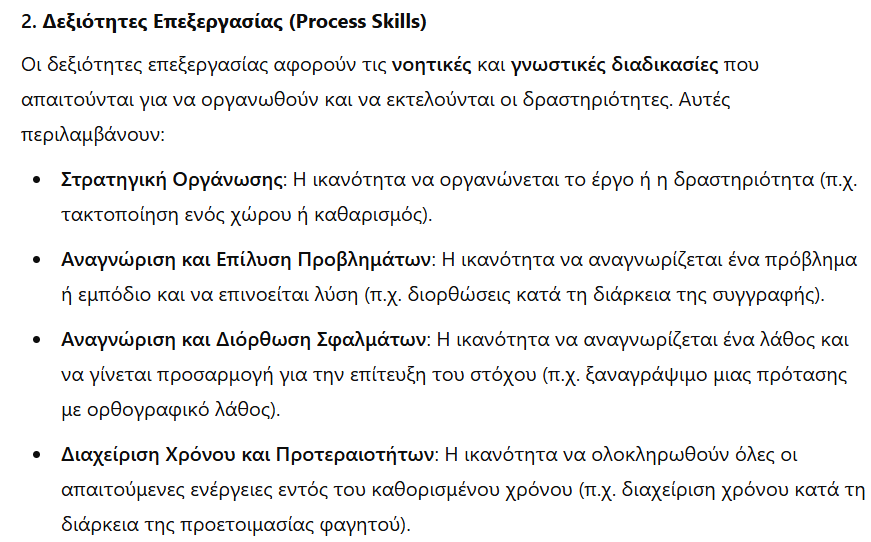 2. Δεξιότητες Επεξεργασίας (Process Skills)
Οι δεξιότητες επεξεργασίας αφορούν τις νοητικές και γνωστικές διαδικασίες που
απαιτούνται για να οργανωθούν και να εκτελούνται οι δραστηριότητες. Αυτές
περιλαμβάνουν:
• Στρατηγική Οργάνωσης: Η ικανότητα να οργανώνεται το έργο ή η δραστηριότητα (π.χ.
τακτοποίηση ενός χώρου ή καθαρισμός).
• Αναγνώριση και Επίλυση Προβλημάτων: Η ικανότητα να αναγνωρίζεται ένα πρόβλημα
ή εμπόδιο και να επινοείται λύση (π.χ. διορθώσεις κατά τη διάρκεια της συγγραφής).
• Αναγνώριση και Διόρθωση Σφαλμάτων: Η ικανότητα να αναγνωρίζεται ένα λάθος και
να γίνεται προσαρμογή για την επίτευξη του στόχου (π.χ. ξαναγράψιμο μιας πρότασης
με ορθογραφικό λάθος).
• Διαχείριση Χρόνου και Προτεραιοτήτων: Η ικανότητα να ολοκληρωθούν όλες οι
απαιτούμενες ενέργειες εντός του καθορισμένου χρόνου (π.χ. διαχείριση χρόνου κατά τη
διάρκεια της προετοιμασίας φαγητού).